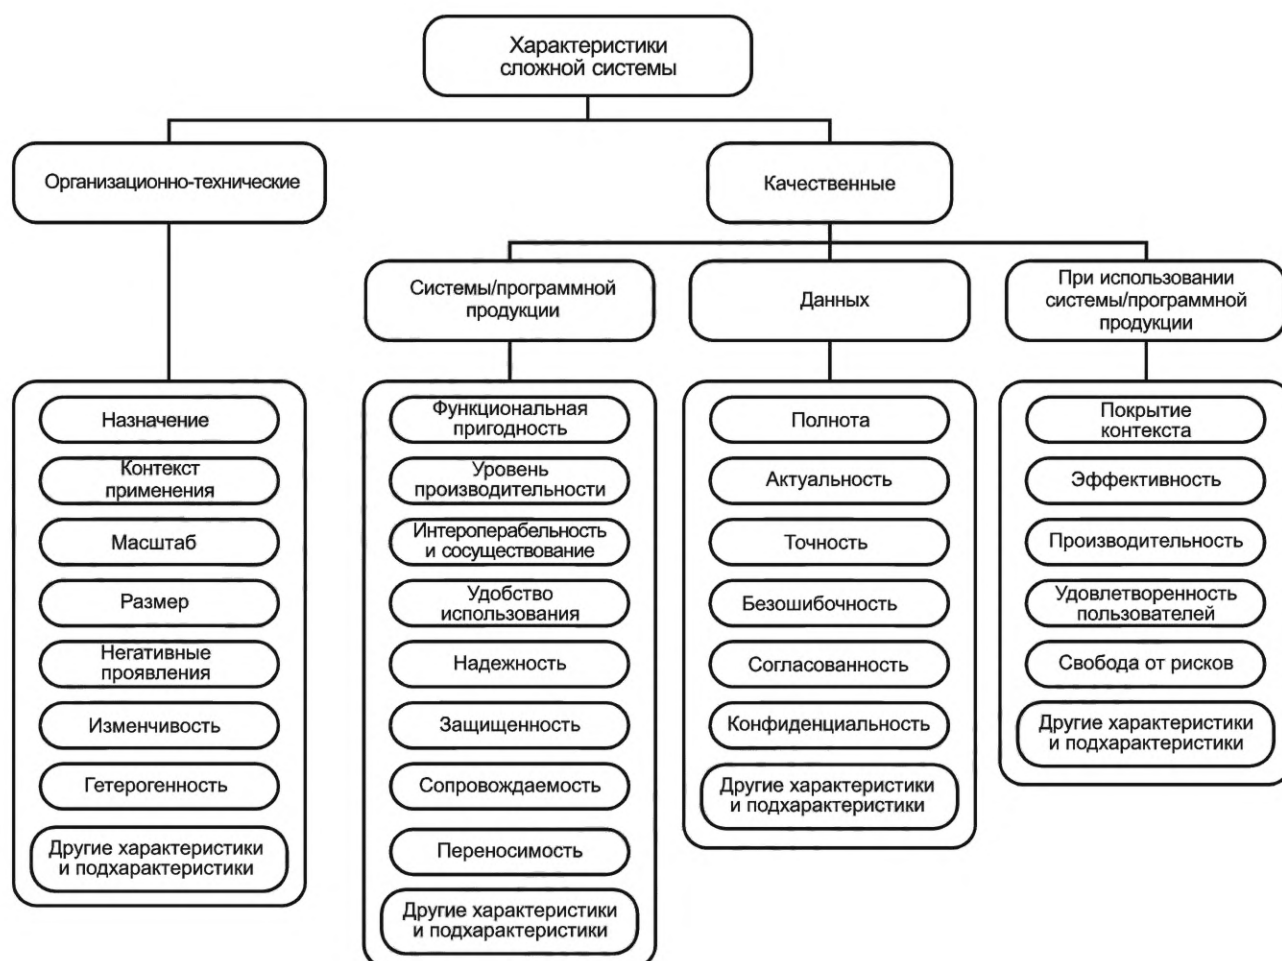 Характеристики
сложной системы
Организационно-технические
Качественные
Системы/программной
продукции
Данных
При использовании
системы/программной
продукции
Назначение
Контекст
применения
Масштаб
Размер
Негативные
проявления
Изменчивость
Гетерогенность
Другие характеристики
и подхарактеристики
Функциональная
пригодность
Уровень
производительности
Интероперабельность
и сосуществование
Удобство
использования
Надежность
Защищенность
Сопровождаемость
Переносимость
Другие характеристики
и подхарактеристики
Полнота
Актуальность
Точность
Безошибочность
Согласованность
Конфиденциальность
Другие характеристики
и подхарактеристики
Покрытие
контекста
Эффективность
Производительность
Удовлетворенность
пользователей
Свобода от рисков
Другие характеристики
и подхарактеристики